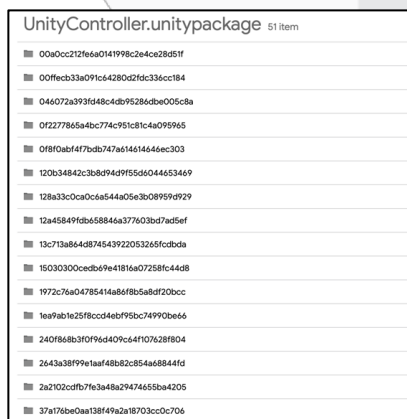 UnityController.unitypackage 51 item
00a0cc212fe6a0141998c2e4ce28d51f
00ffecb33a091c64280d2fdc336cc184
046072a393fd48c4db95286dbe005c8a
0f2277865a4bc774c951c81c4a095965
0f8f0abf4f7bdb747a614614646ec303
120b34842c3b8d94d9f55d6044653469
128a33c0ca0c6a544a05e3b08959d929
12a45849fdb658846a377603bd7ad5ef
13c713a864d874543922053265fcdbda
15030300cedb69e41816a07258fc44d8
1972c76a04785414a86f8b5a8df20bcc
1ea9ab1e25f8ccd4ebf95bc74990be66
240f868b3f0f96d409c64f107628f804
2643a38f99e1aaf48b82c854a68844fd
2a2102cdfb7fe3a48a29474655ba4205
37a176be0aa138f49a2a18703cc0c706